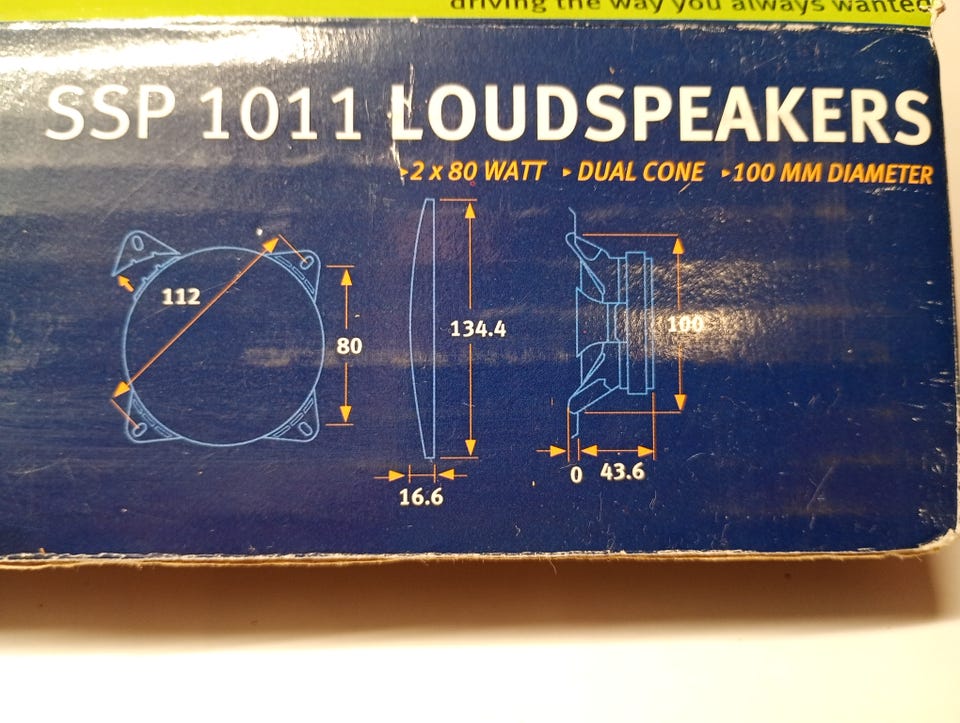 driving the way you always wanted
SSP 1011 LOUDSPEAKERS
▸2 x 80 WATT ▸DUAL CONE ▸100 MM DIAMETER
112
80
134.4
16.6
100
0
43.6